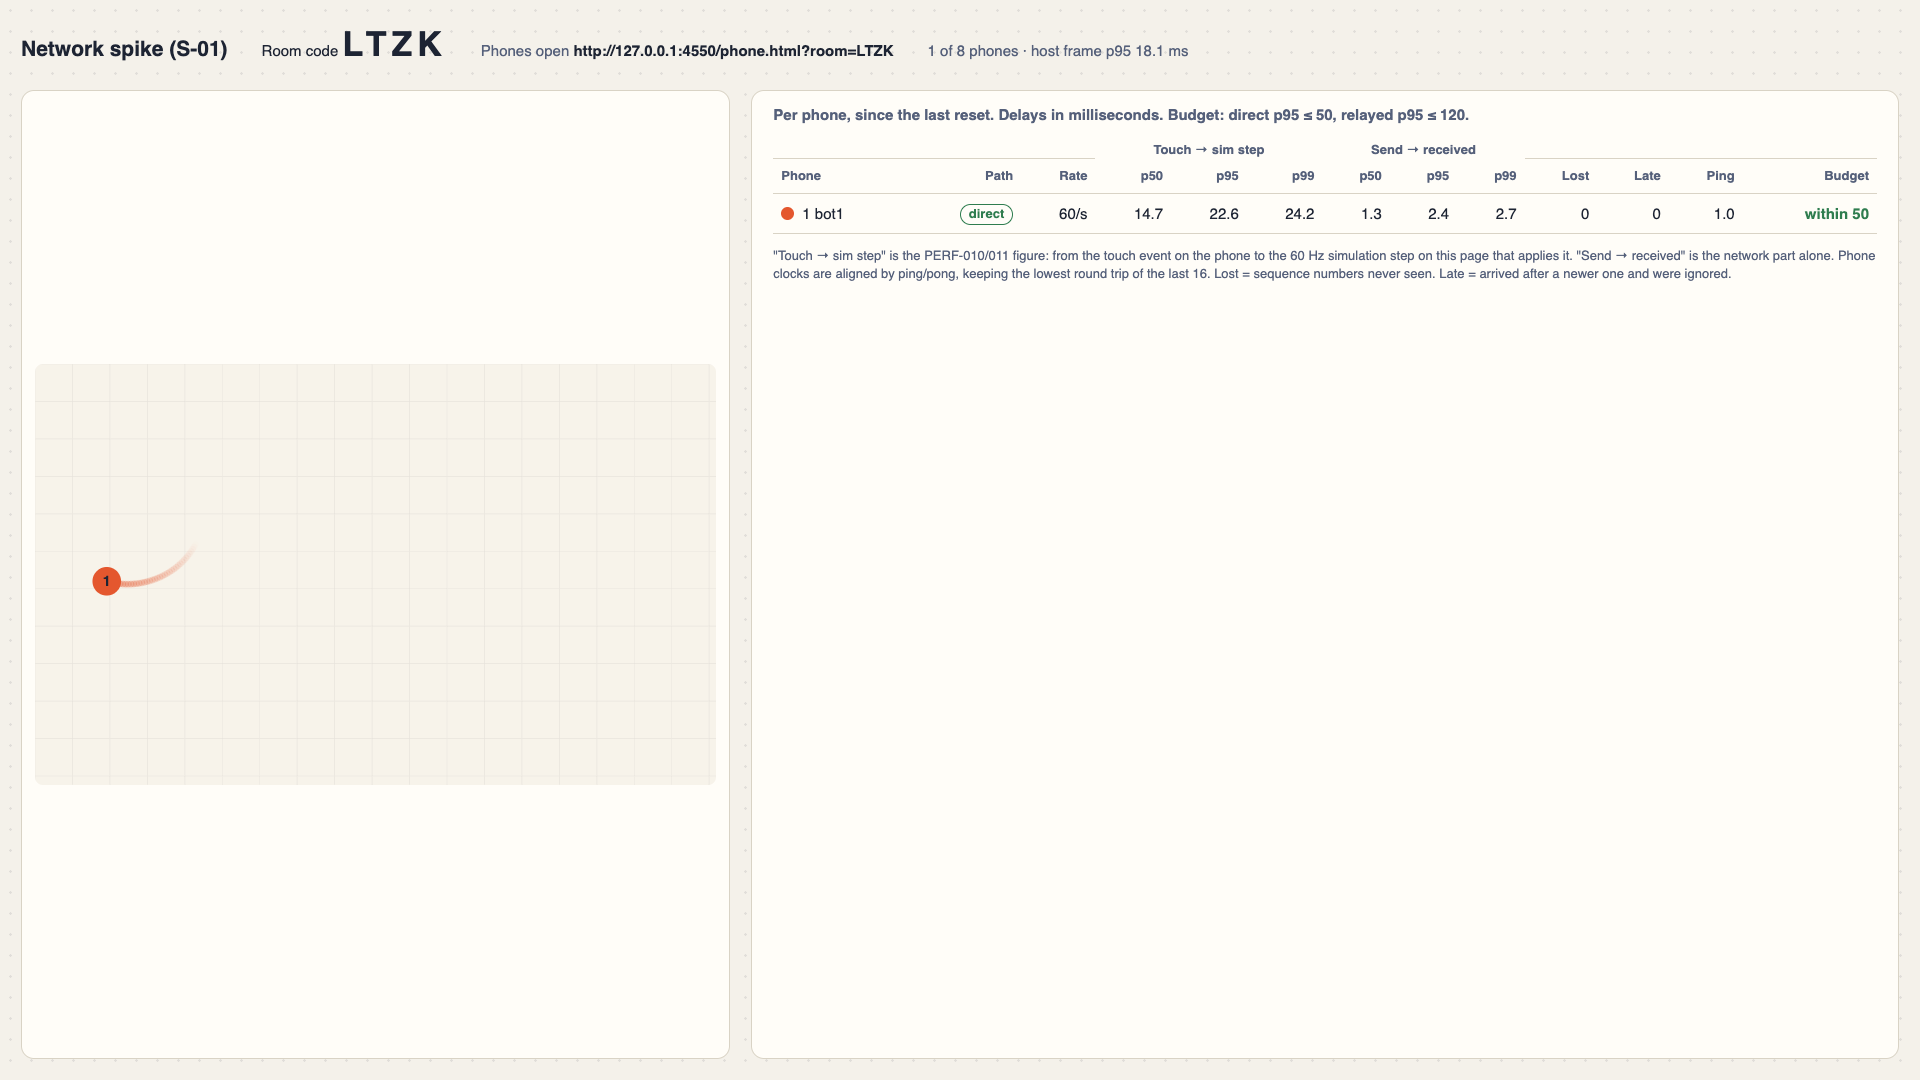 Network spike (S-01) Room code LTZK Phones open http://127.0.0.1:4550/phone.html?room=LTZK 1 of 8 phones · host frame p95 18.1 ms
Per phone, since the last reset. Delays in milliseconds. Budget: direct p95 ≤ 50, relayed p95 ≤ 120.
Touch → sim step Send → received
Phone Path Rate p50 p95 p99 p50 p95 p99 Lost Late Ping Budget
1 bot1 direct 60/s 14.7 22.6 24.2 1.3 2.4 2.7 0 0 1.0 within 50
"Touch → sim step" is the PERF-010/011 figure: from the touch event on the phone to the 60 Hz simulation step on this page that applies it. "Send → received" is the network part alone. Phone
clocks are aligned by ping/pong, keeping the lowest round trip of the last 16. Lost = sequence numbers never seen. Late = arrived after a newer one and were ignored.
1